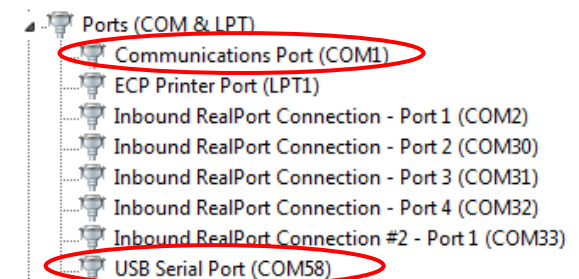 Ports (COM & LPT)
Communications Port (COM1)
ECP Printer Port (LPT1)
Inbound RealPort Connection - Port 1 (COM2)
Inbound RealPort Connection - Port 2 (COM30)
Inbound RealPort Connection - Port 3 (COM31)
Inbound RealPort Connection - Port 4 (COM32)
Inbound RealPort Connection #2 - Port 1 (COM33)
USB Serial Port (COM58)